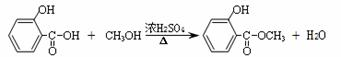 OH
C
OH
O
+ CH₃OH
浓H₂SO₄
Δ
OH
C
OCH₃
O
+ H₂O